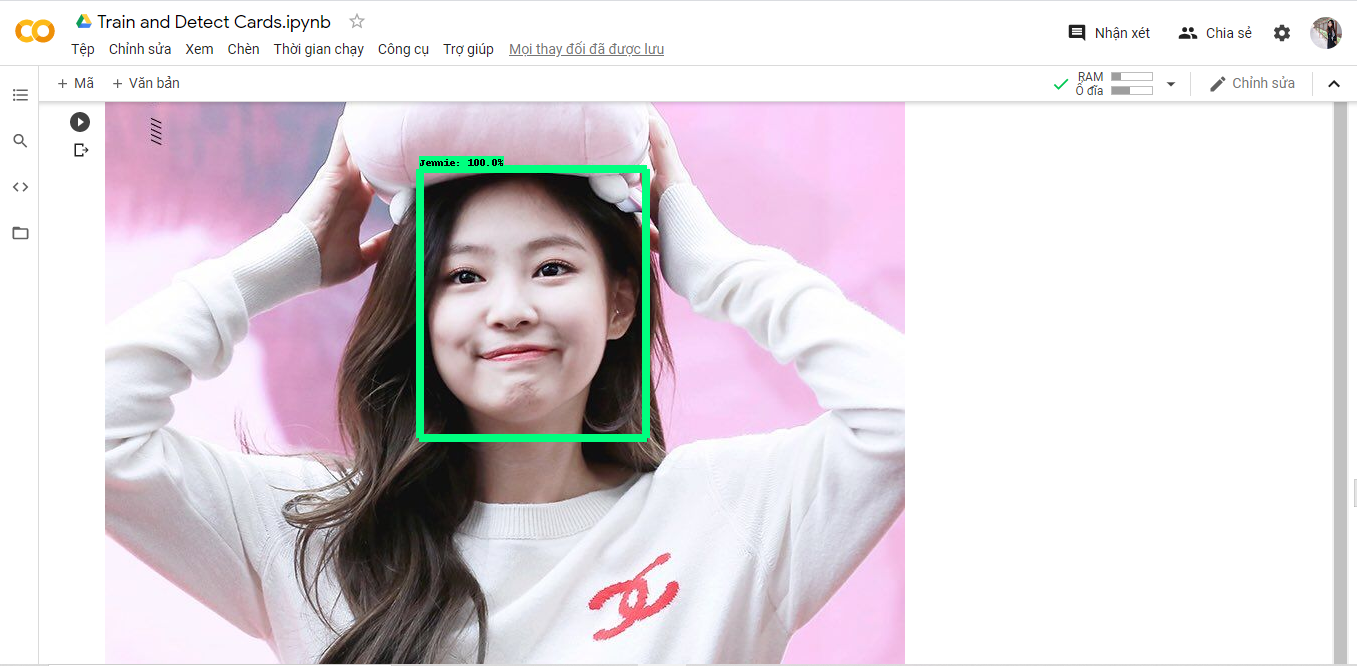 Train and Detect Cards.ipynb
Tệp Chỉnh sửa Xem Chèn Thời gian chạy Công cụ Trợ giúp Mọi thay đổi đã được lưu
Nhận xét Chia sẻ
+ Mã + Văn bản
RAM
Ổ đĩa
Chỉnh sửa
Jennie: 100.0%